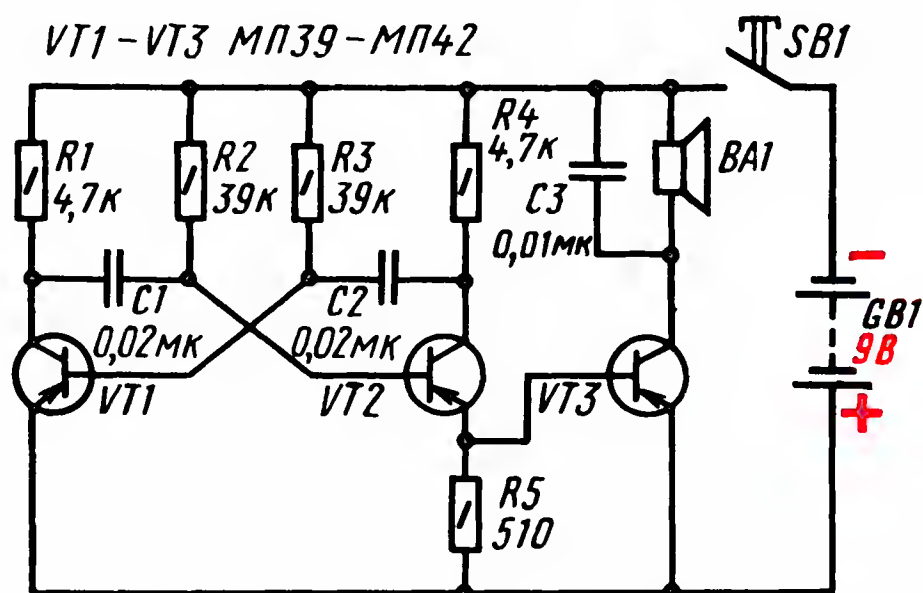 VT1-VT3 МП39-МП42
SB1
R1
4,7к
R2
39к
R3
39к
R4
4,7к
C3
0,01мк
BA1
C1
0,02мк
C2
0,02мк
VT1
VT2
VT3
R5
510
–
GB1
9В
+